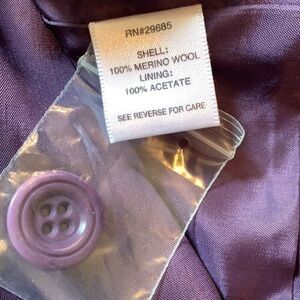 RN#29685
SHELL:
100% MERINO WOOL
LINING:
100% ACETATE
SEE REVERSE FOR CARE